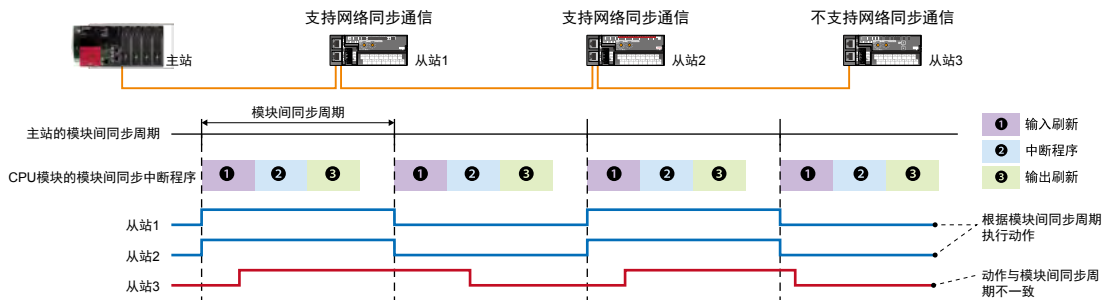 支持网络同步通信
支持网络同步通信
不支持网络同步通信
主站
从站1
从站2
从站3
模块间同步周期
主站的模块间同步周期
CPU模块的模块间同步中断程序
❶ ❷ ❸ ❶ ❷ ❸ ❶ ❷ ❸ ❶ ❷ ❸
❶ 输入刷新
❷ 中断程序
❸ 输出刷新
从站1
从站2
从站3
根据模块间同步周期
执行动作
动作与模块间同步周
期不一致